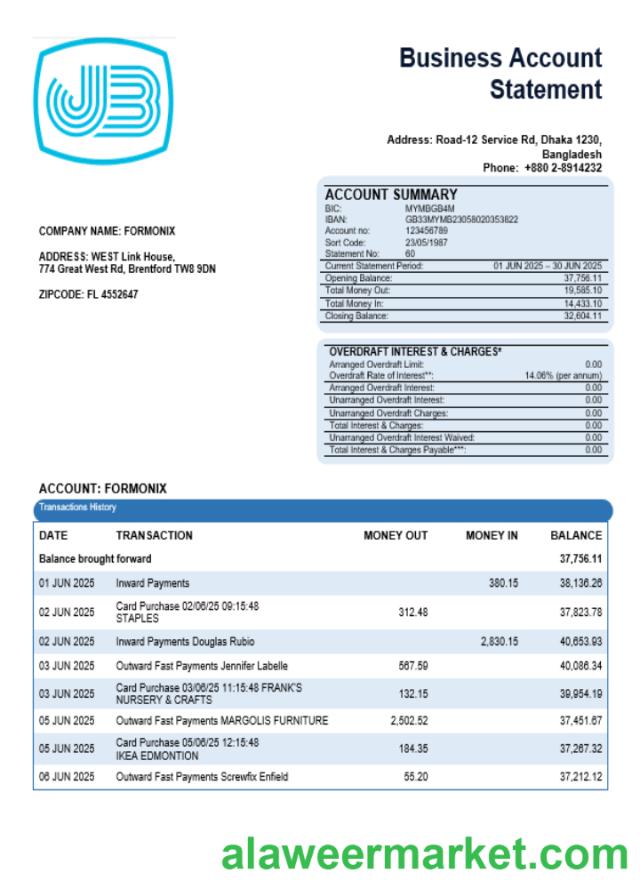 JB
Business Account
Statement
Address: Road-12 Service Rd, Dhaka 1230,
Bangladesh
Phone: +880 2-8914232
COMPANY NAME: FORMONIX
ADDRESS: WEST Link House,
774 Great West Rd, Brentford TW8 9DN
ZIPCODE: FL 4552647
ACCOUNT SUMMARY
BIC: MYMBGB4M
IBAN: GB33MYMB23058020353822
Account no: 123456789
Sort Code: 23/05/1987
Statement No: 60
Current Statement Period: 01 JUN 2025 – 30 JUN 2025
Opening Balance: 37,756.11
Total Money Out: 19,585.10
Total Money In: 14,433.10
Closing Balance: 32,604.11
OVERDRAFT INTEREST & CHARGES*
Arranged Overdraft Limit: 0.00
Overdraft Rate of Interest**: 14.06% (per annum)
Arranged Overdraft Interest: 0.00
Unarranged Overdraft Interest: 0.00
Unarranged Overdraft Charges: 0.00
Total Interest & Charges: 0.00
Unarranged Overdraft Interest Waived: 0.00
Total Interest & Charges Payable***: 0.00
ACCOUNT: FORMONIX
Transactions History
DATE TRANSACTION MONEY OUT MONEY IN BALANCE
Balance brought forward 37,756.11
01 JUN 2025 Inward Payments 380.15 38,136.26
02 JUN 2025 Card Purchase 02/06/25 09:15:48 312.48 37,823.78
STAPLES
02 JUN 2025 Inward Payments Douglas Rubio 2,830.15 40,653.93
03 JUN 2025 Outward Fast Payments Jennifer Labelle 567.59 40,086.34
03 JUN 2025 Card Purchase 03/06/25 11:15:48 FRANK'S 132.15 39,954.19
NURSERY & CRAFTS
05 JUN 2025 Outward Fast Payments MARGOLIS FURNITURE 2,502.52 37,451.67
05 JUN 2025 Card Purchase 05/06/25 12:15:48 184.35 37,267.32
IKEA EDMONTION
06 JUN 2025 Outward Fast Payments Screwfix Enfield 55.20 37,212.12
alaweermarket.com